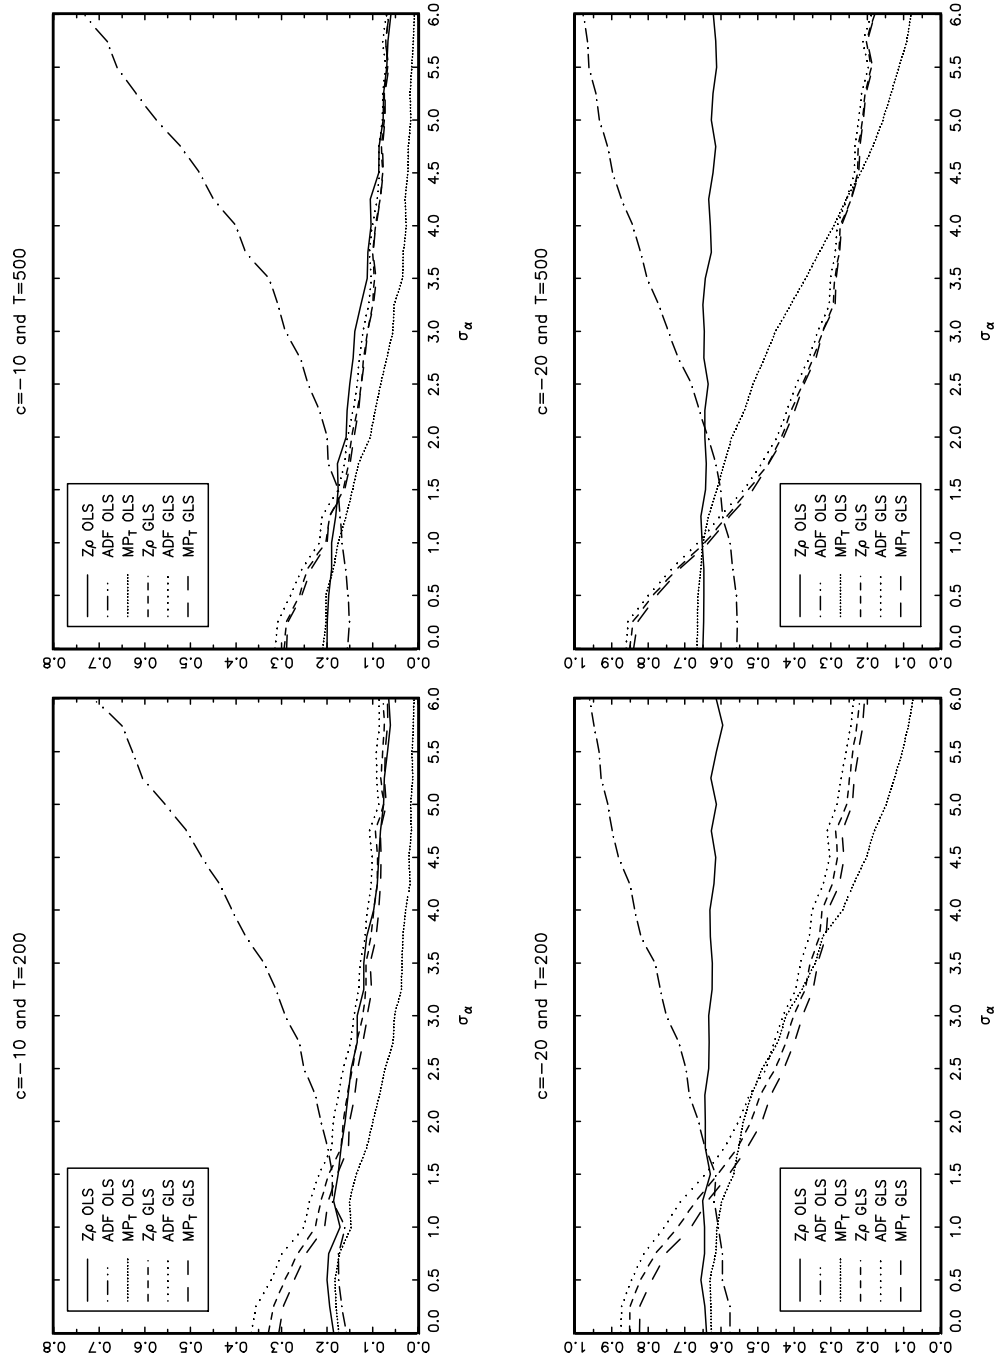 c=−10 and T=200
0.0 0.1 0.2 0.3 0.4 0.5 0.6 0.7 0.8
Zρ OLS
ADF OLS
MP_T OLS
Zρ GLS
ADF GLS
MP_T GLS
0.0 0.5 1.0 1.5 2.0 2.5 3.0 3.5 4.0 4.5 5.0 5.5 6.0
σ_α
c=−10 and T=500
0.0 0.1 0.2 0.3 0.4 0.5 0.6 0.7 0.8
Zρ OLS
ADF OLS
MP_T OLS
Zρ GLS
ADF GLS
MP_T GLS
0.0 0.5 1.0 1.5 2.0 2.5 3.0 3.5 4.0 4.5 5.0 5.5 6.0
σ_α
c=−20 and T=200
0.0 0.1 0.2 0.3 0.4 0.5 0.6 0.7 0.8 0.9 1.0
Zρ OLS
ADF OLS
MP_T OLS
Zρ GLS
ADF GLS
MP_T GLS
0.0 0.5 1.0 1.5 2.0 2.5 3.0 3.5 4.0 4.5 5.0 5.5 6.0
σ_α
c=−20 and T=500
0.0 0.1 0.2 0.3 0.4 0.5 0.6 0.7 0.8 0.9 1.0
Zρ OLS
ADF OLS
MP_T OLS
Zρ GLS
ADF GLS
MP_T GLS
0.0 0.5 1.0 1.5 2.0 2.5 3.0 3.5 4.0 4.5 5.0 5.5 6.0
σ_α